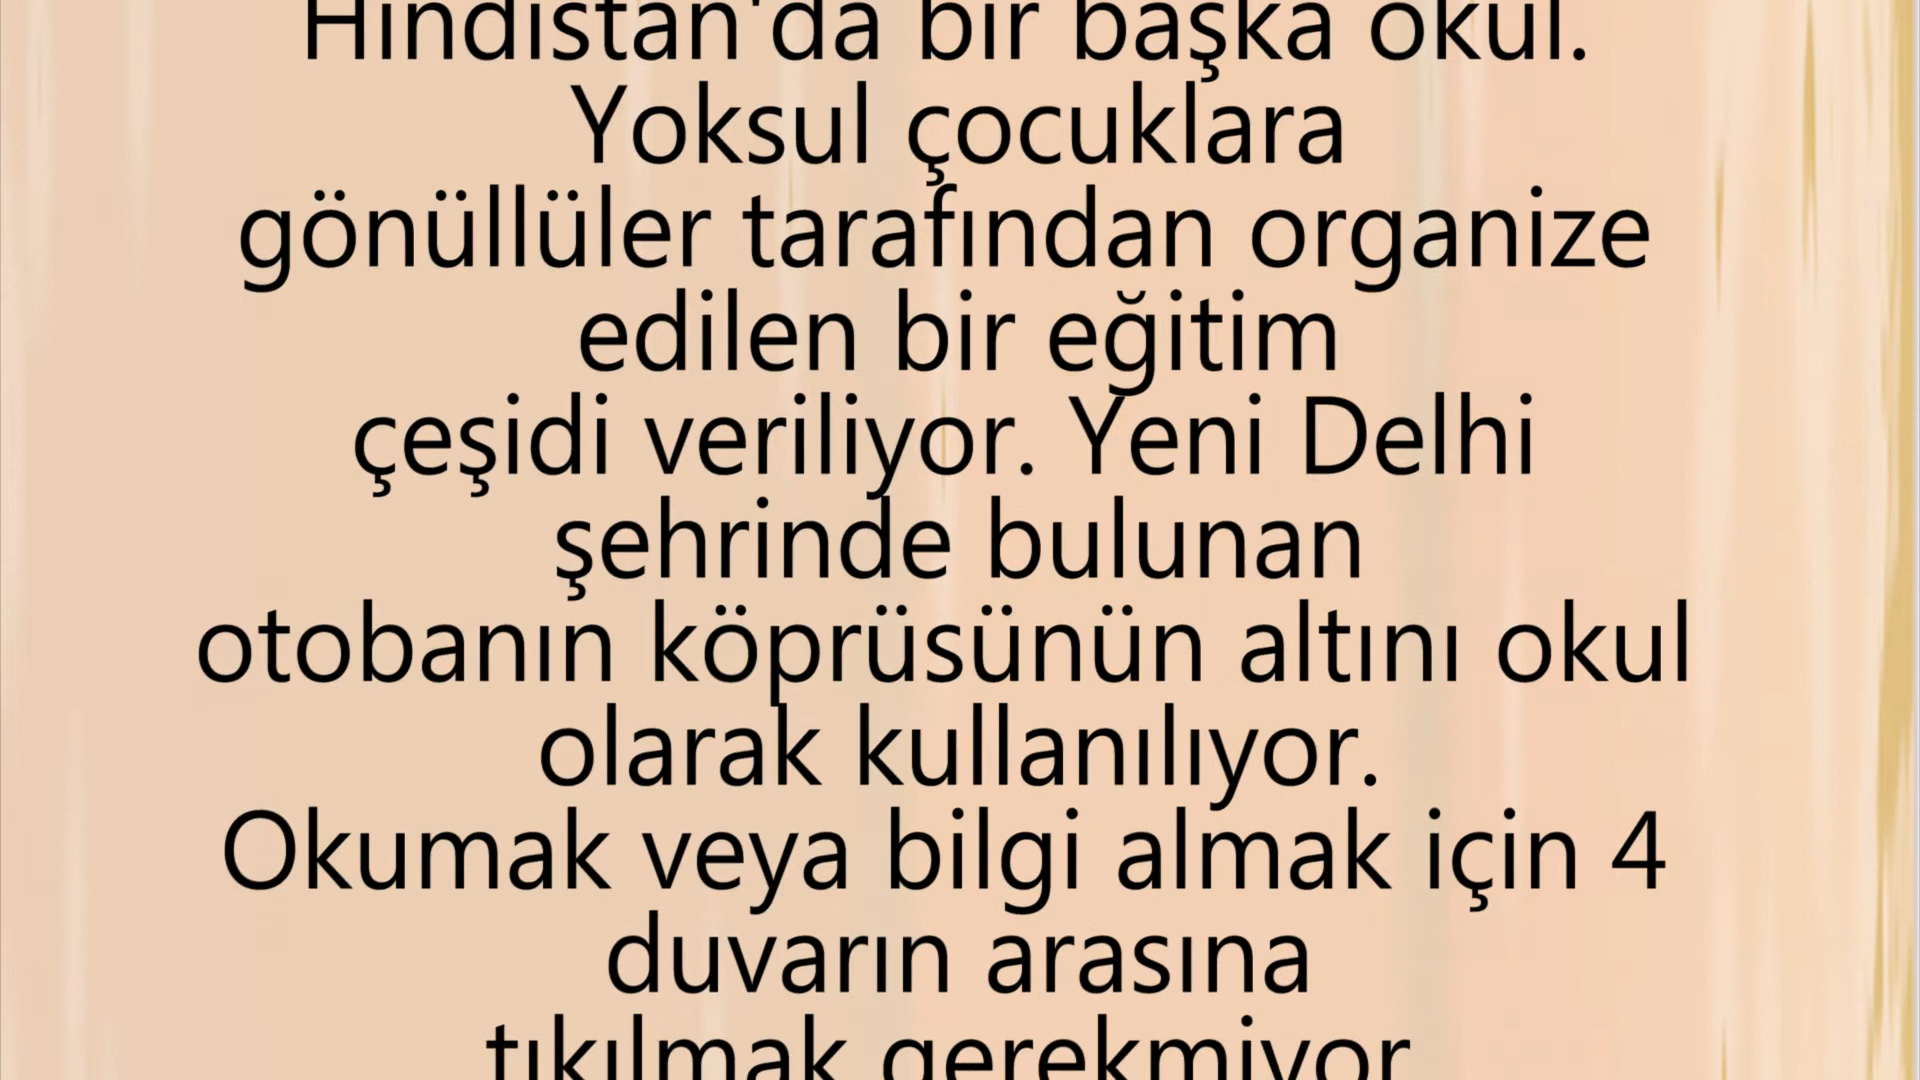 Hindistan'da bir başka okul.
Yoksul çocuklara
gönüllüler tarafından organize
edilen bir eğitim
çeşidi veriliyor. Yeni Delhi
şehrinde bulunan
otobanın köprüsünün altını okul
olarak kullanılıyor.
Okumak veya bilgi almak için 4
duvarın arasına
tıkılmak gerekmiyor